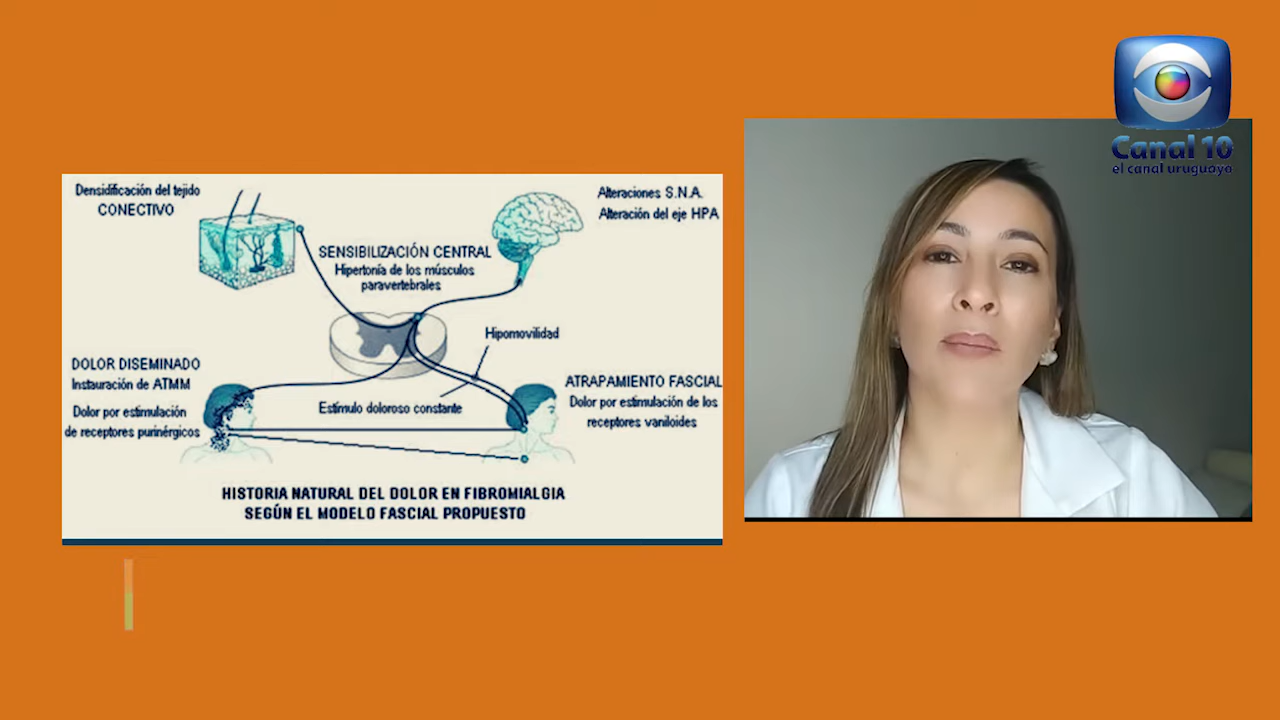 Densidificación del tejido
CONECTIVO
Alteraciones S.N.A.
Alteración del eje HPA
SENSIBILIZACIÓN CENTRAL
Hipertonía de los músculos
paravertebrales
Hipomovilidad
DOLOR DISEMINADO
Instauración de ATMM
Dolor por estimulación
de receptores purinérgicos
Estímulo doloroso constante
ATRAPAMIENTO FASCIAL
Dolor por estimulación de los
receptores vaniloides
HISTORIA NATURAL DEL DOLOR EN FIBROMIALGIA
SEGÚN EL MODELO FASCIAL PROPUESTO
Canal 10
el canal uruguayo